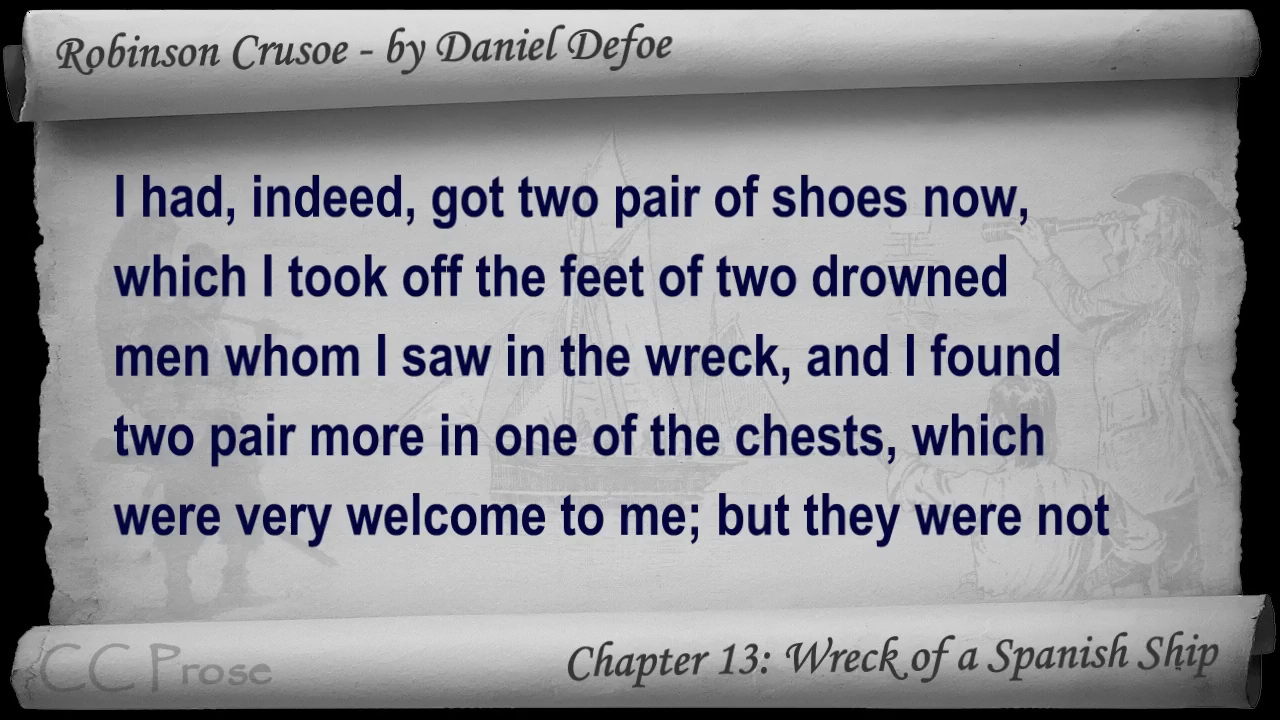 Robinson Crusoe - by Daniel Defoe
I had, indeed, got two pair of shoes now,
which I took off the feet of two drowned
men whom I saw in the wreck, and I found
two pair more in one of the chests, which
were very welcome to me; but they were not
CC Prose
Chapter 13: Wreck of a Spanish Ship